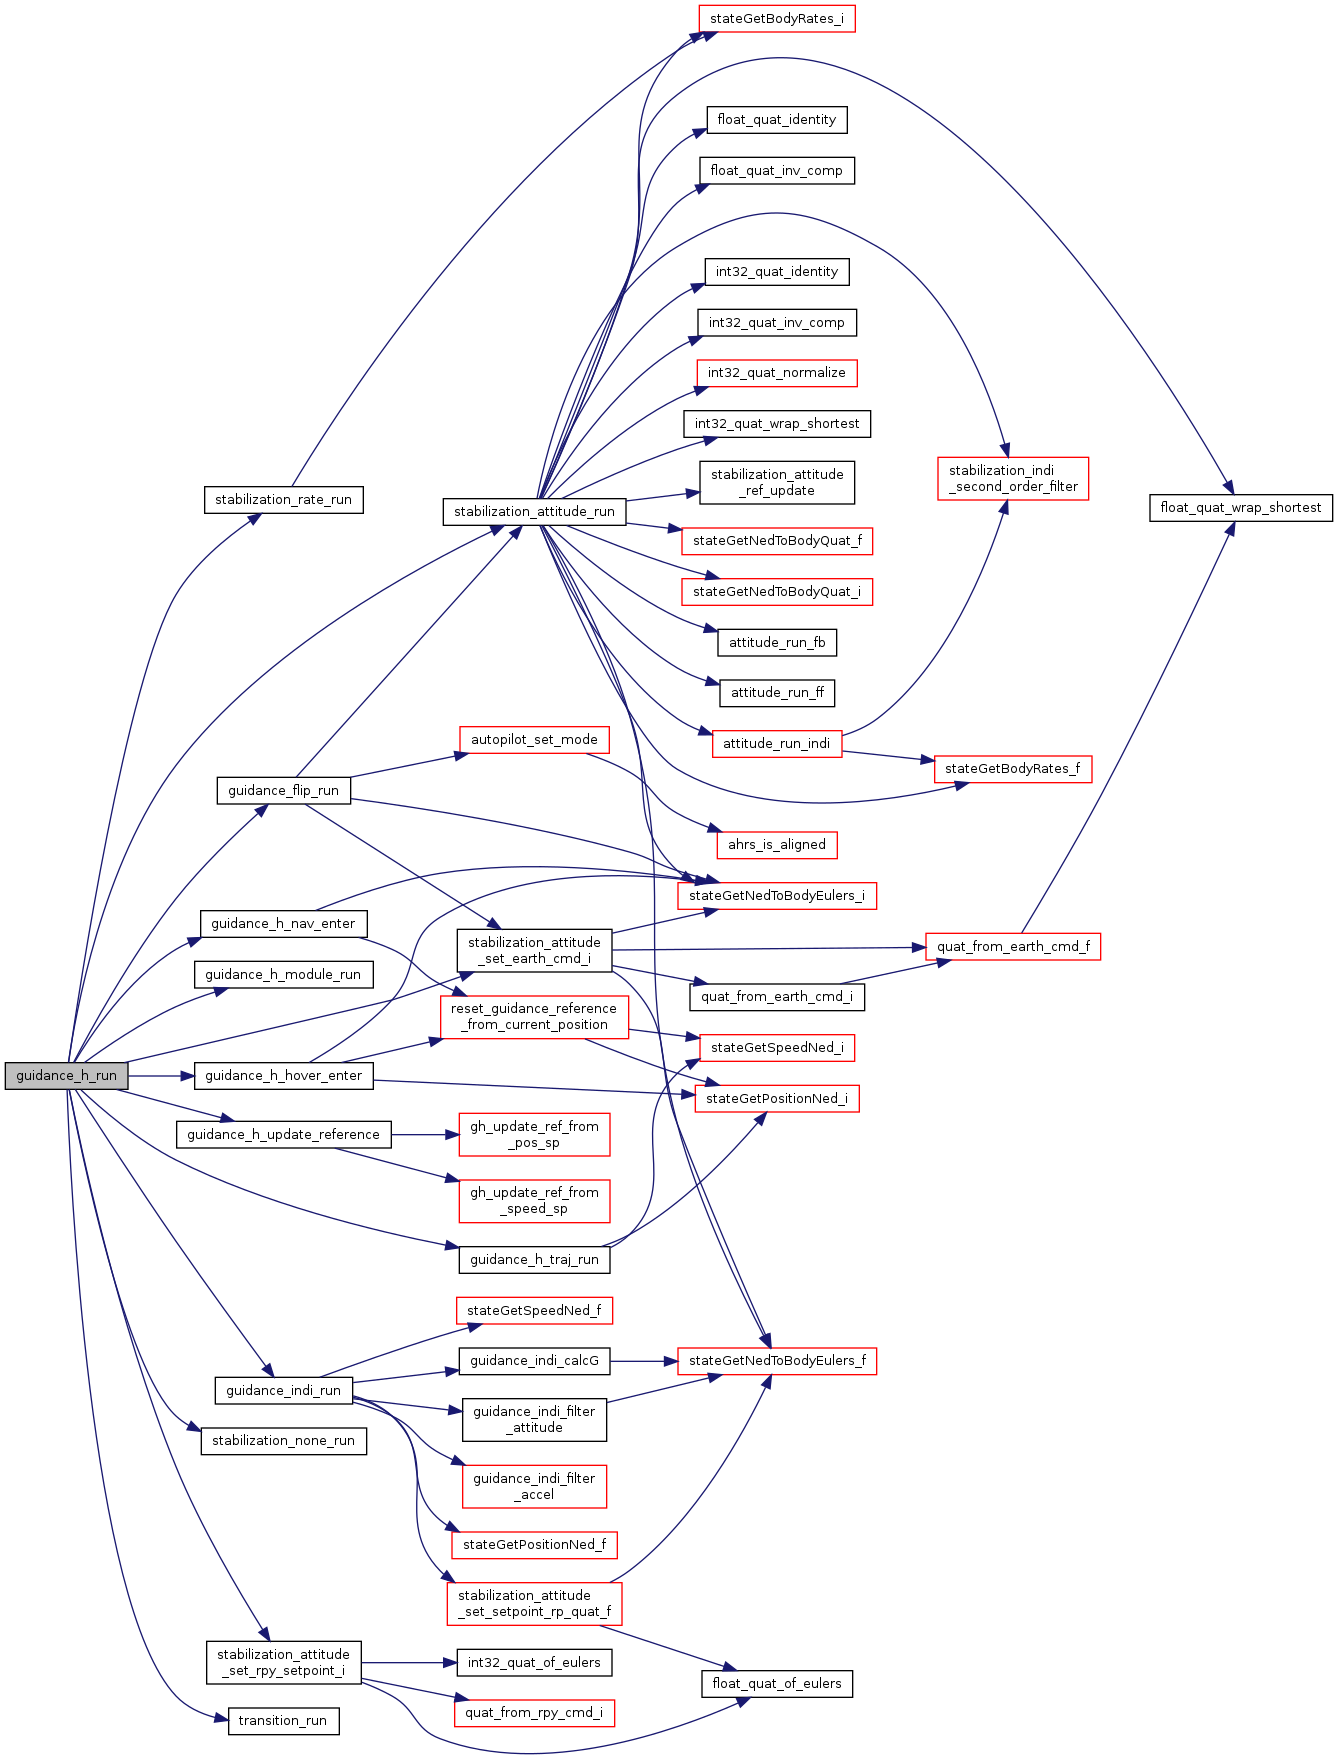 stateGetBodyRates_i
float_quat_identity
float_quat_inv_comp
int32_quat_identity
int32_quat_inv_comp
int32_quat_normalize
int32_quat_wrap_shortest
stabilization_attitude
_ref_update
stabilization_indi
_second_order_filter
float_quat_wrap_shortest
stabilization_rate_run
stabilization_attitude_run
stateGetNedToBodyQuat_f
stateGetNedToBodyQuat_i
attitude_run_fb
attitude_run_ff
autopilot_set_mode
attitude_run_indi
stateGetBodyRates_f
guidance_flip_run
ahrs_is_aligned
stateGetNedToBodyEulers_i
guidance_h_nav_enter
stabilization_attitude
_set_earth_cmd_i
quat_from_earth_cmd_f
guidance_h_module_run
quat_from_earth_cmd_i
reset_guidance_reference
_from_current_position
stateGetSpeedNed_i
guidance_h_run
guidance_h_hover_enter
stateGetPositionNed_i
guidance_h_update_reference
gh_update_ref_from
_pos_sp
gh_update_ref_from
_speed_sp
guidance_h_traj_run
stateGetSpeedNed_f
guidance_indi_calcG
stateGetNedToBodyEulers_f
guidance_indi_run
guidance_indi_filter
_attitude
stabilization_none_run
guidance_indi_filter
_accel
stateGetPositionNed_f
stabilization_attitude
_set_setpoint_rp_quat_f
stabilization_attitude
_set_rpy_setpoint_i
int32_quat_of_eulers
float_quat_of_eulers
quat_from_rpy_cmd_i
transition_run